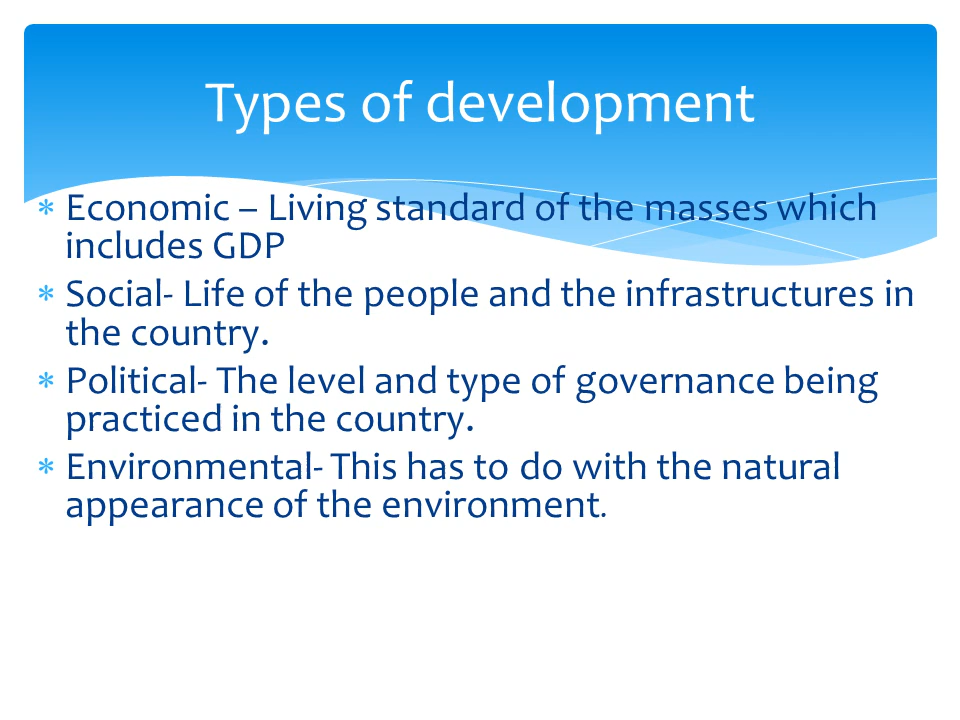 Types of development
* Economic – Living standard of the masses which
includes GDP
* Social- Life of the people and the infrastructures in
the country.
* Political- The level and type of governance being
practiced in the country.
* Environmental- This has to do with the natural
appearance of the environment.